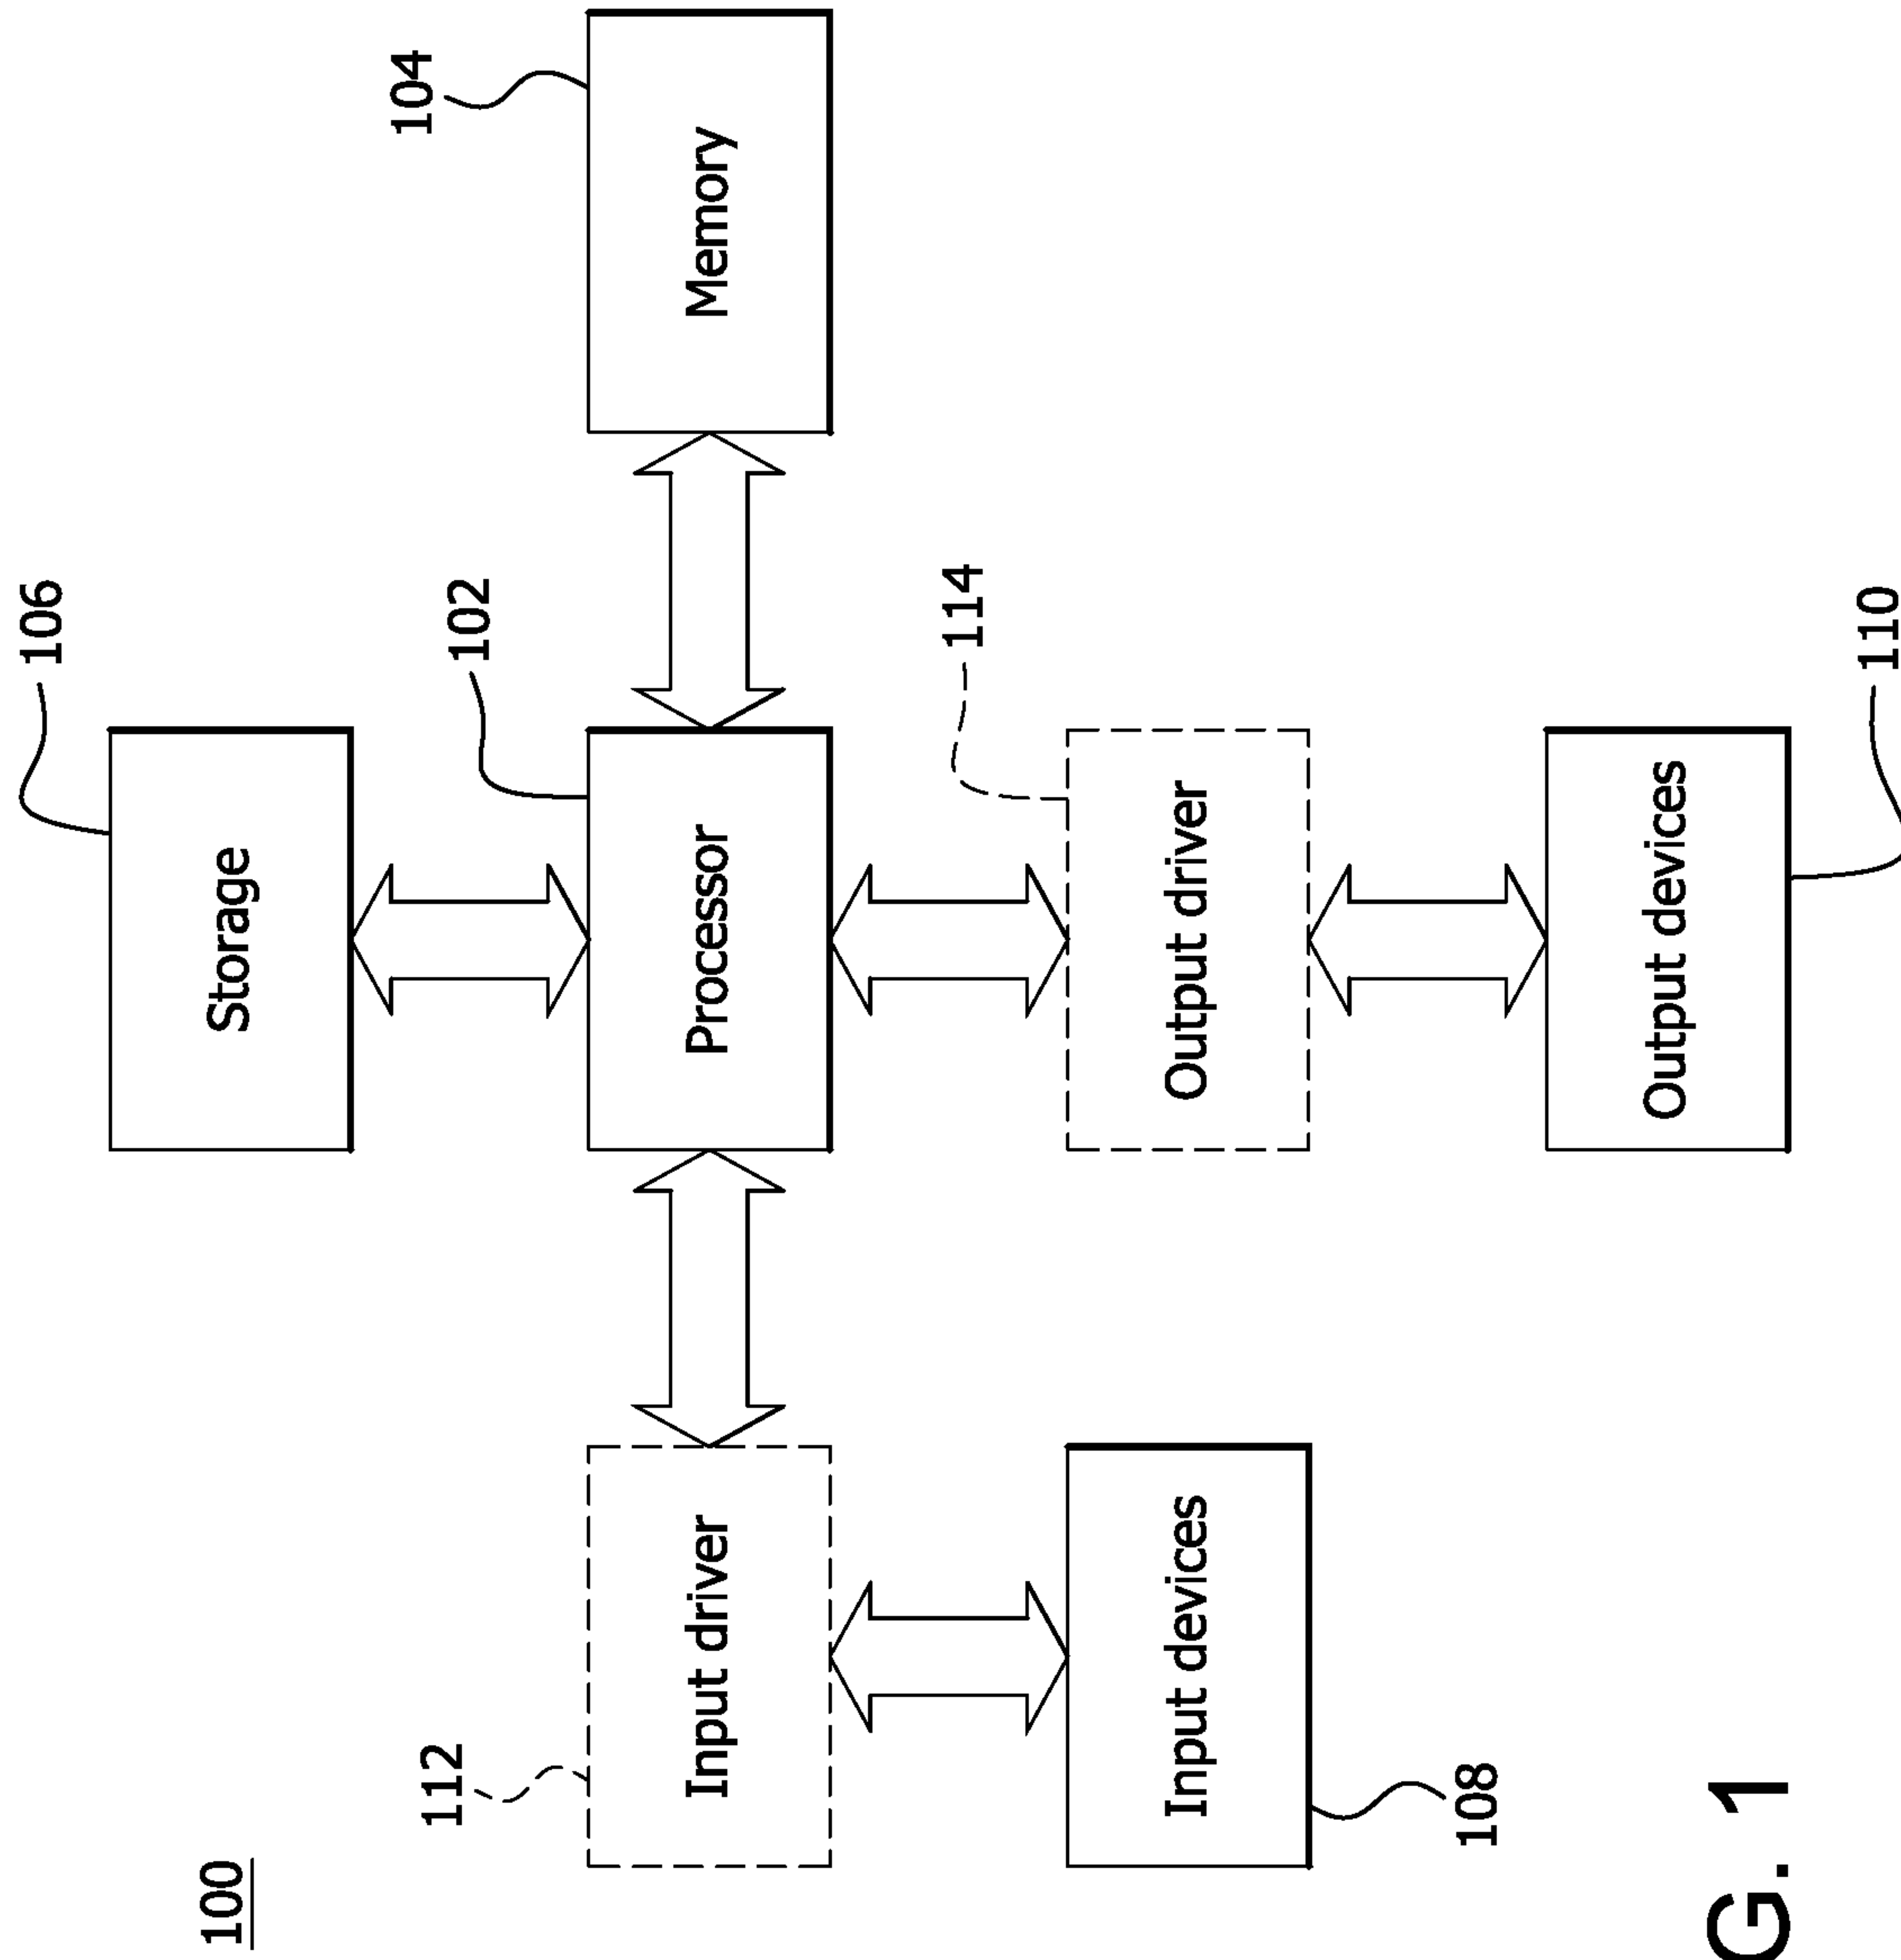 106
100
Storage
104
112
102
Input driver
Processor
Memory
114
Input devices
Output driver
108
Output devices
G. 1
110